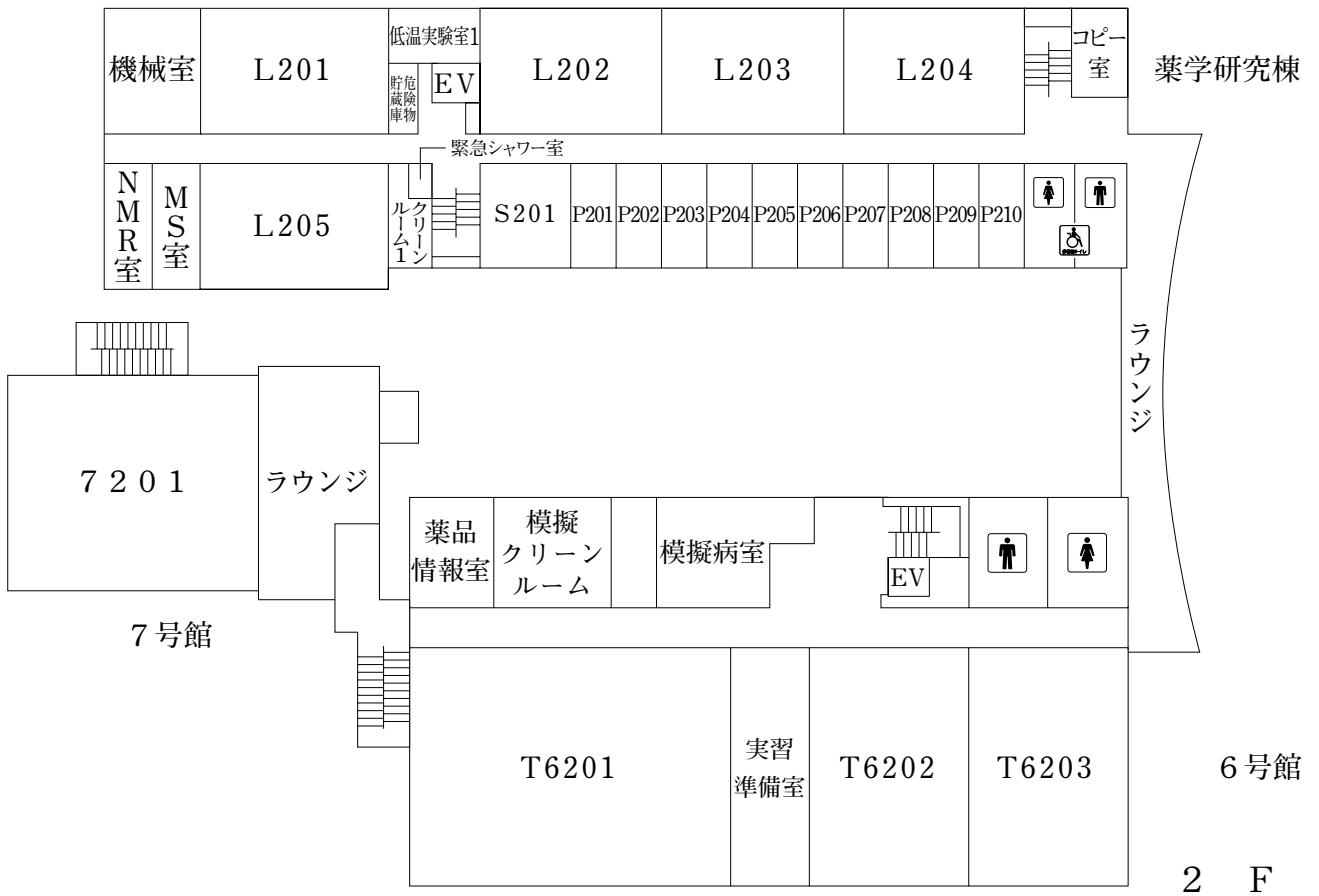 機械室
L201
低温実験室1
危険物
貯蔵庫
EV
L202
L203
L204
コピー
室
薬学研究棟
緊急シャワー室
NMR室
MS室
L205
クリーン
ルーム1
S201
P201
P202
P203
P204
P205
P206
P207
P208
P209
P210
ラウンジ
7201
ラウンジ
7号館
薬品
情報室
模擬
クリーン
ルーム
模擬病室
EV
T6201
実習
準備室
T6202
T6203
6号館
2 F